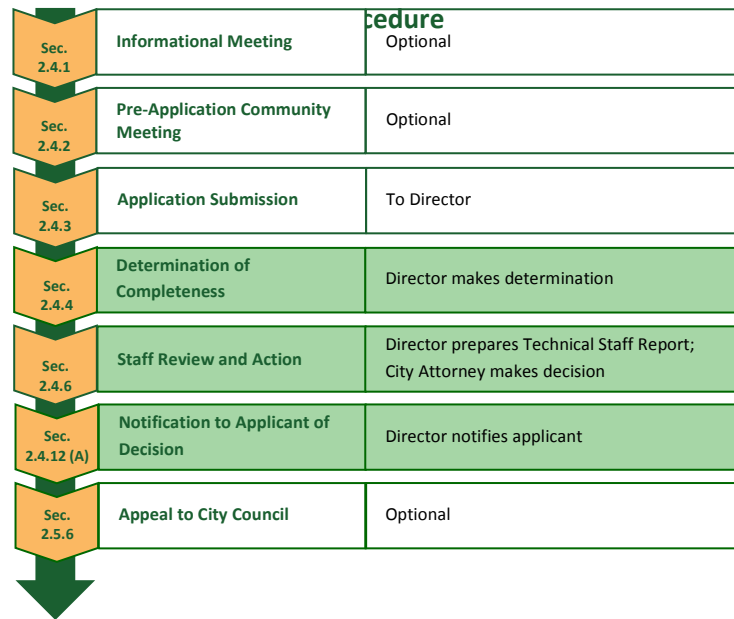 cedure
Sec.
2.4.1
Informational Meeting
Optional
Sec.
2.4.2
Pre-Application Community
Meeting
Optional
Sec.
2.4.3
Application Submission
To Director
Sec.
2.4.4
Determination of
Completeness
Director makes determination
Sec.
2.4.6
Staff Review and Action
Director prepares Technical Staff Report;
City Attorney makes decision
Sec.
2.4.12 (A)
Notification to Applicant of
Decision
Director notifies applicant
Sec.
2.5.6
Appeal to City Council
Optional